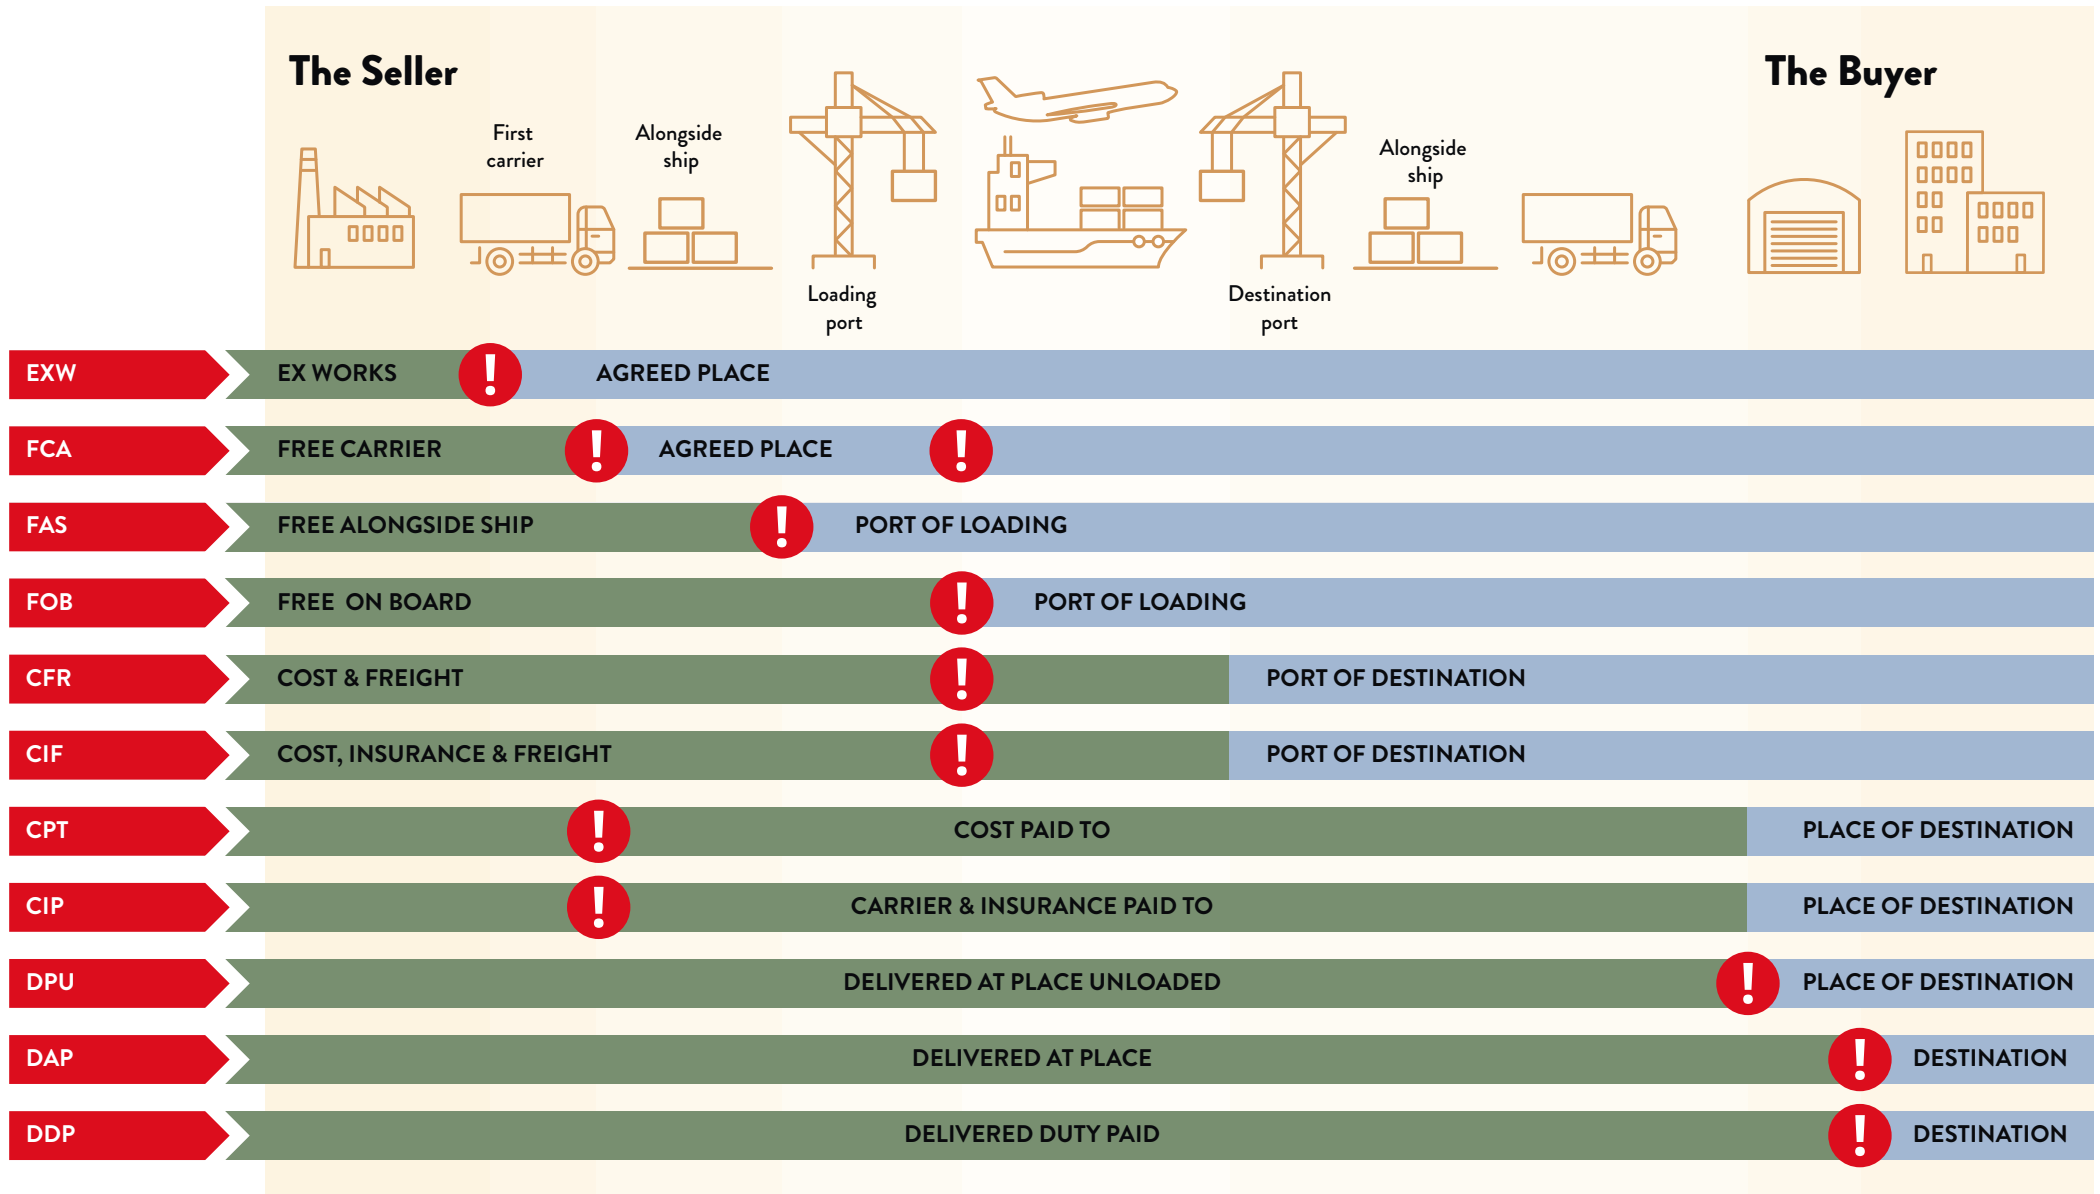 The Seller
The Buyer
First
carrier
Alongside
ship
Alongside
ship
Loading
port
Destination
port
EXW EX WORKS ! AGREED PLACE
FCA FREE CARRIER ! AGREED PLACE !
FAS FREE ALONGSIDE SHIP ! PORT OF LOADING
FOB FREE ON BOARD ! PORT OF LOADING
CFR COST & FREIGHT ! PORT OF DESTINATION
CIF COST, INSURANCE & FREIGHT ! PORT OF DESTINATION
CPT ! COST PAID TO PLACE OF DESTINATION
CIP ! CARRIER & INSURANCE PAID TO PLACE OF DESTINATION
DPU DELIVERED AT PLACE UNLOADED ! PLACE OF DESTINATION
DAP DELIVERED AT PLACE ! DESTINATION
DDP DELIVERED DUTY PAID ! DESTINATION